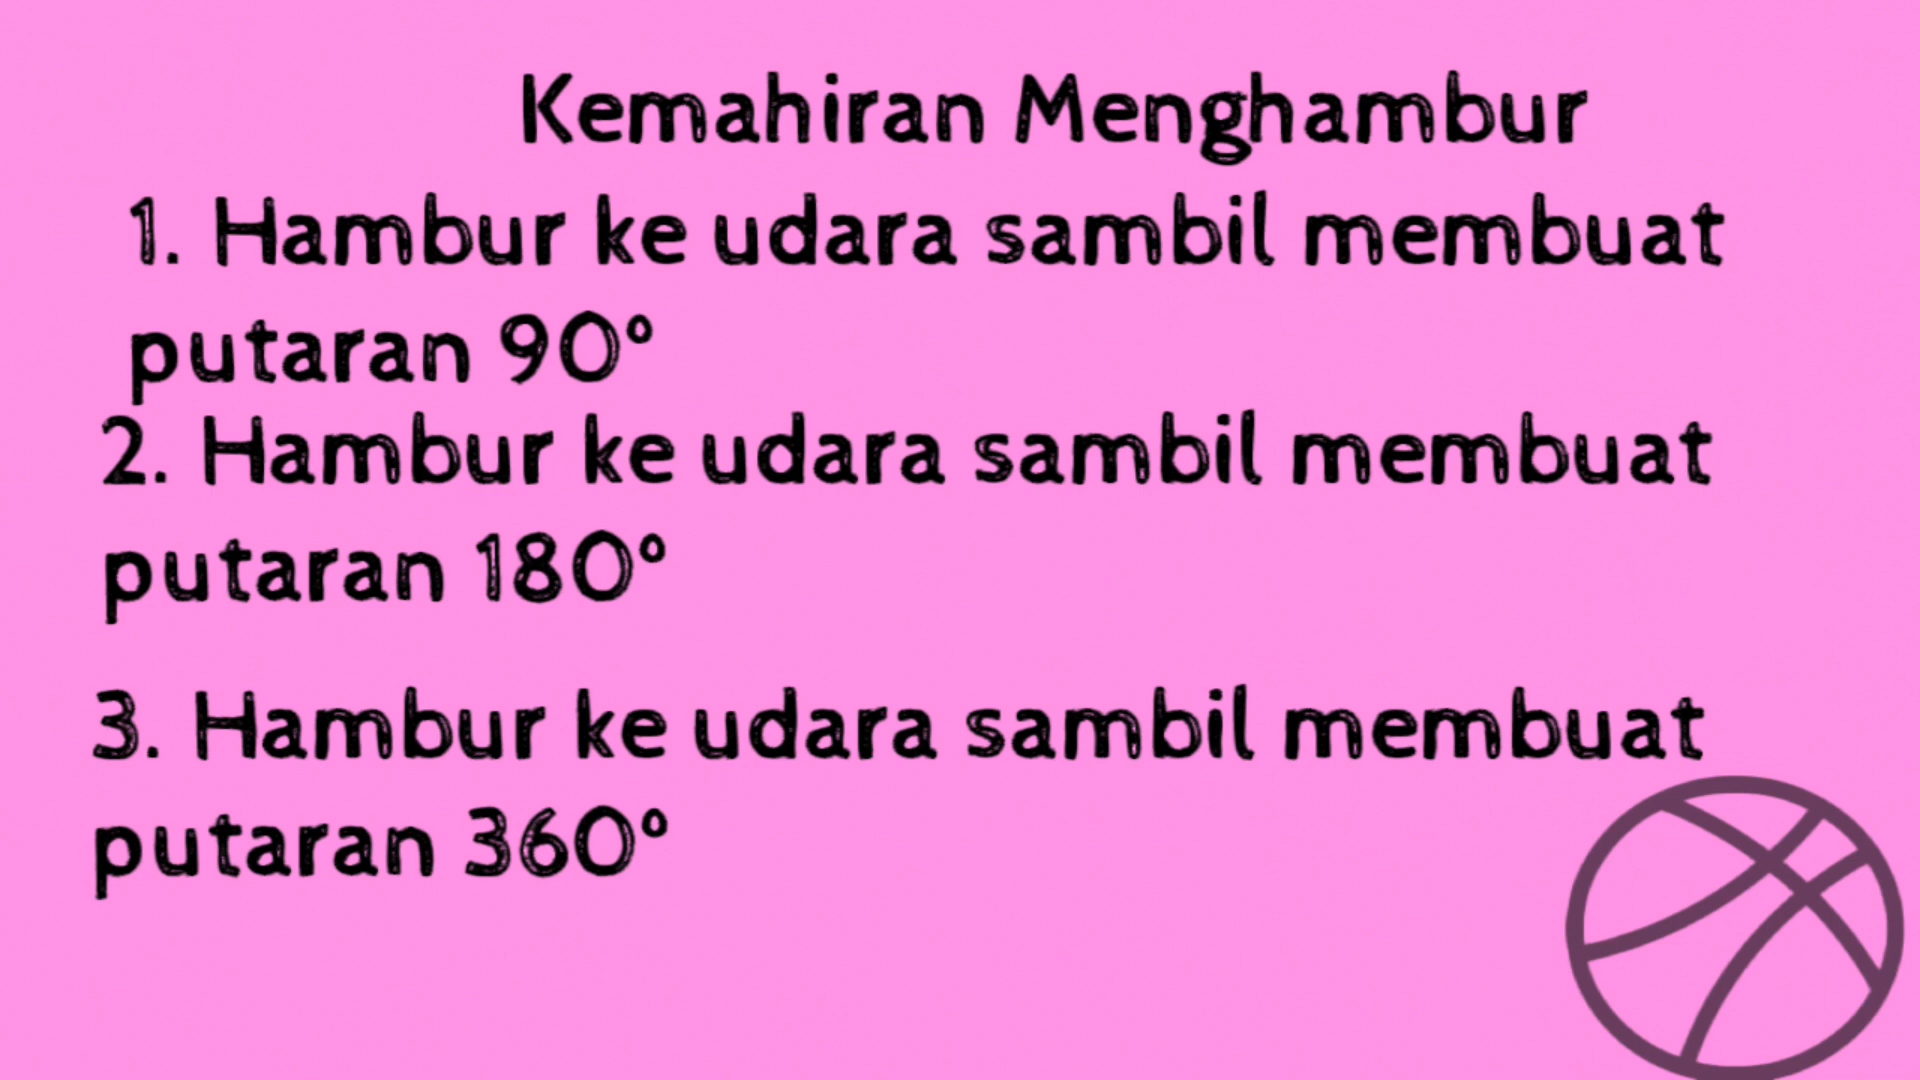 Kemahiran Menghambur
1. Hambur ke udara sambil membuat
putaran 90°
2. Hambur ke udara sambil membuat
putaran 180°
3. Hambur ke udara sambil membuat
putaran 360°